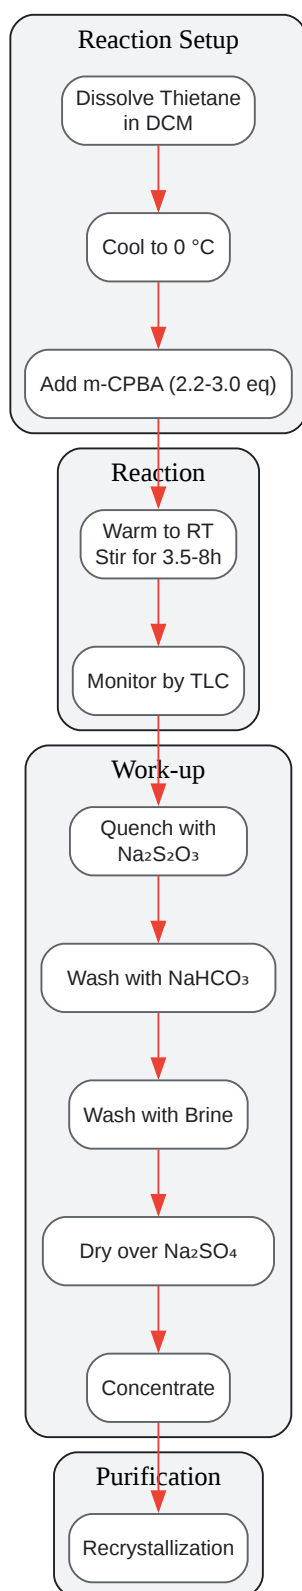 Reaction Setup
Dissolve Thietane
in DCM
Cool to 0 °C
Add m-CPBA (2.2-3.0 eq)
Reaction
Warm to RT
Stir for 3.5-8h
Monitor by TLC
Work-up
Quench with
Na₂S₂O₃
Wash with NaHCO₃
Wash with Brine
Dry over Na₂SO₄
Concentrate
Purification
Recrystallization